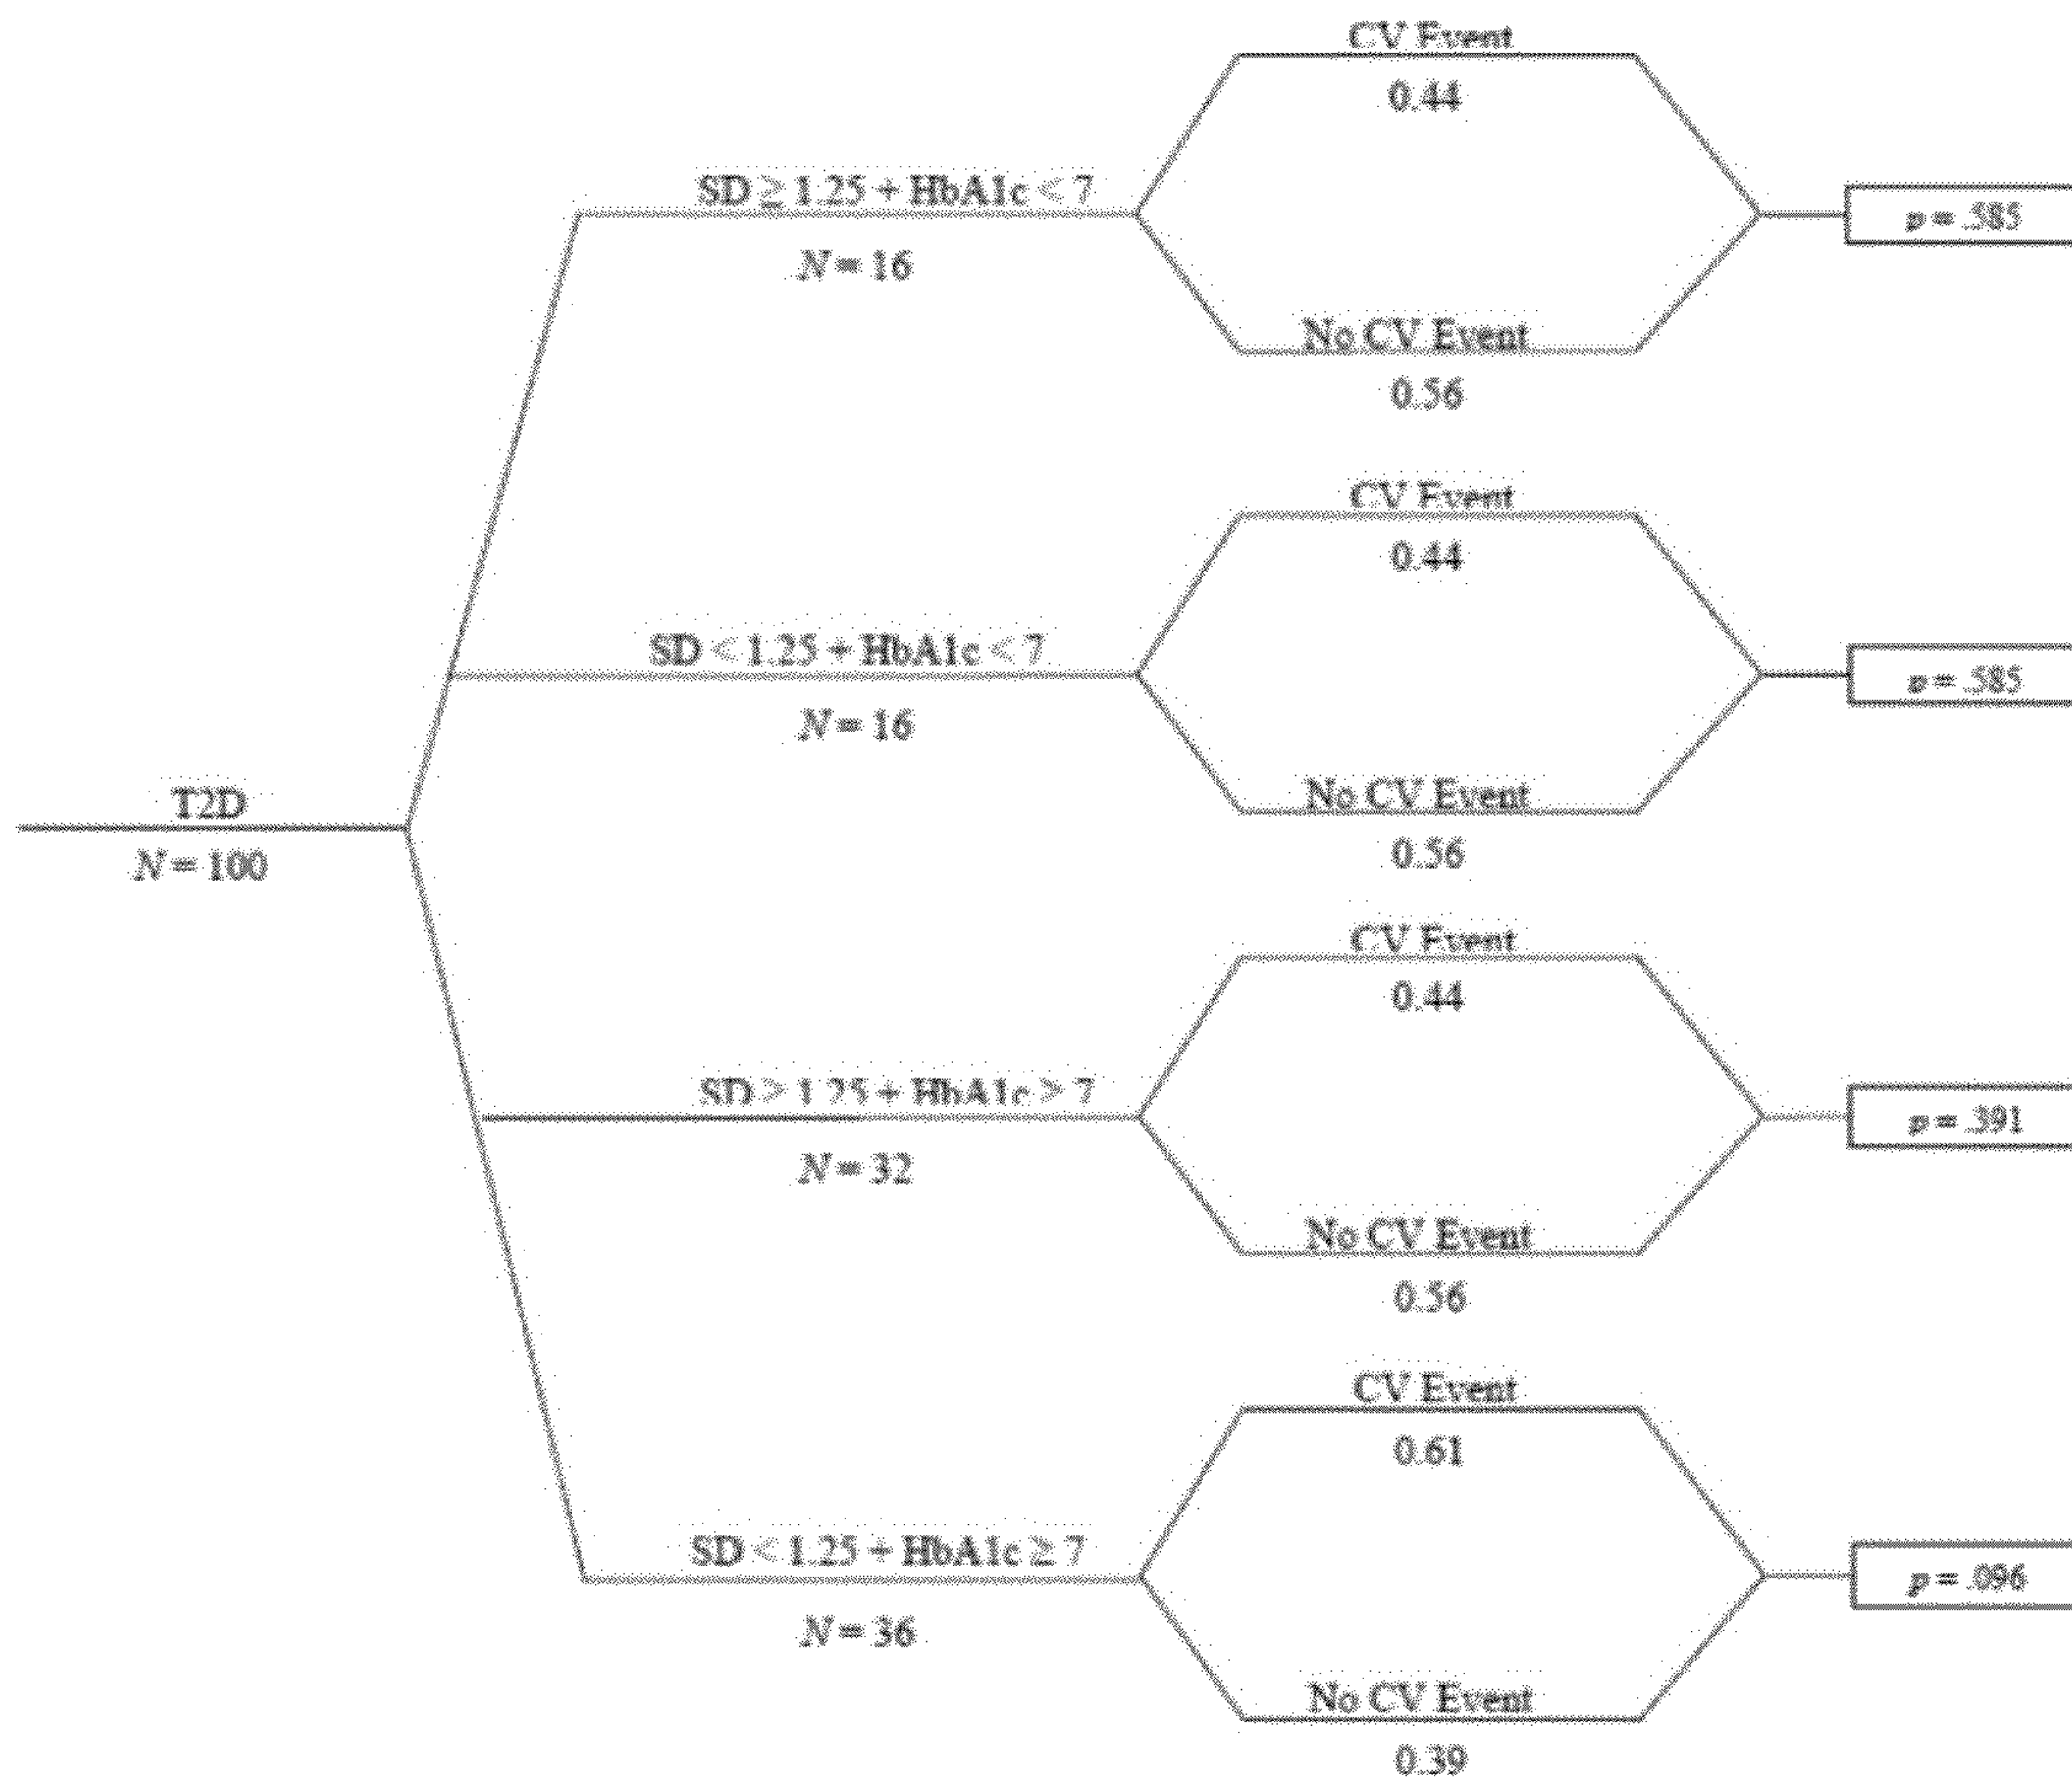 CV Event
0.44
SD ≥ 1.25 + HbA1c < 7
N = 16
p = .585
No CV Event
0.56
CV Event
0.44
SD < 1.25 + HbA1c < 7
N = 16
p = .585
No CV Event
0.56
T2D
N = 100
CV Event
0.44
SD ≥ 1.25 + HbA1c ≥ 7
N = 32
p = .391
No CV Event
0.56
CV Event
0.61
SD < 1.25 + HbA1c ≥ 7
N = 36
p = .096
No CV Event
0.39